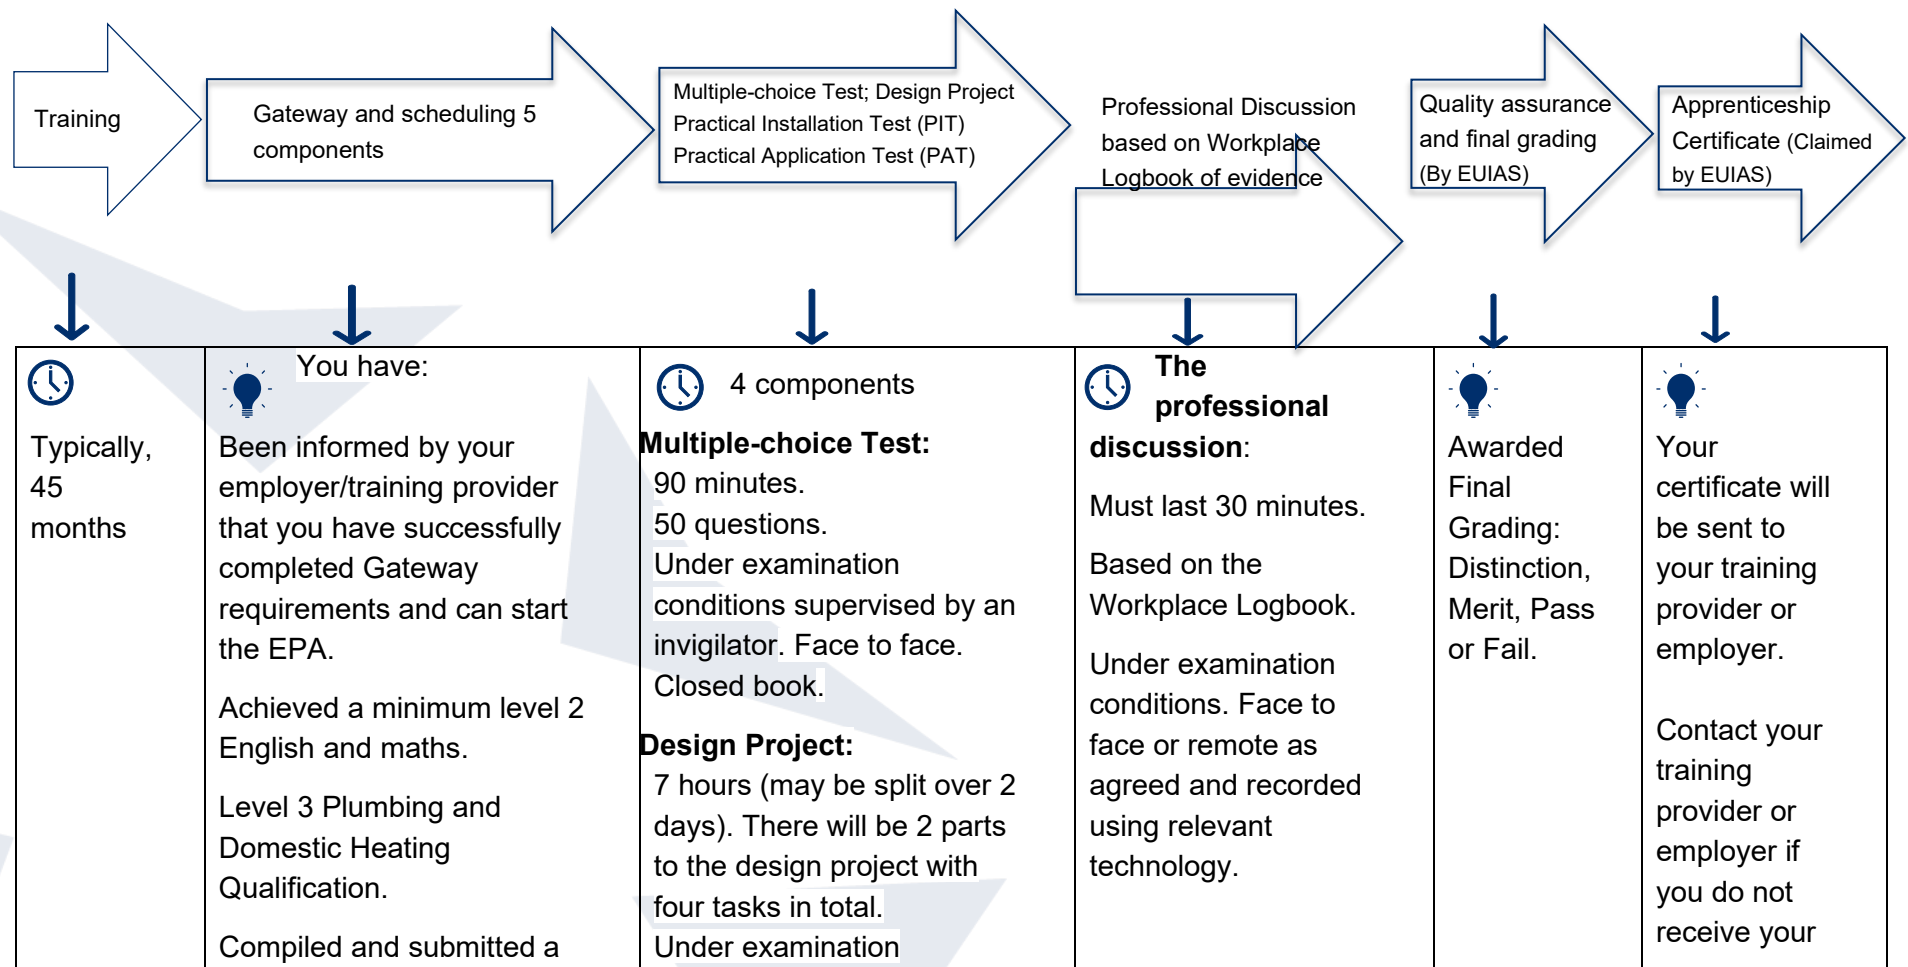 Training
Gateway and scheduling 5
components
Multiple-choice Test; Design Project
Practical Installation Test (PIT)
Practical Application Test (PAT)
Professional Discussion
based on Workplace
Logbook of evidence
Quality assurance
and final grading
(By EUIAS)
Apprenticeship
Certificate (Claimed
by EUIAS)
Typically,
45
months
You have:
Been informed by your
employer/training provider
that you have successfully
completed Gateway
requirements and can start
the EPA.
Achieved a minimum level 2
English and maths.
Level 3 Plumbing and
Domestic Heating
Qualification.
Compiled and submitted a
4 components
Multiple-choice Test:
90 minutes.
50 questions.
Under examination
conditions supervised by an
invigilator. Face to face.
Closed book.
Design Project:
7 hours (may be split over 2
days). There will be 2 parts
to the design project with
four tasks in total.
Under examination
The
professional
discussion:
Must last 30 minutes.
Based on the
Workplace Logbook.
Under examination
conditions. Face to
face or remote as
agreed and recorded
using relevant
technology.
Awarded
Final
Grading:
Distinction,
Merit, Pass
or Fail.
Your
certificate will
be sent to
your training
provider or
employer.
Contact your
training
provider or
employer if
you do not
receive your